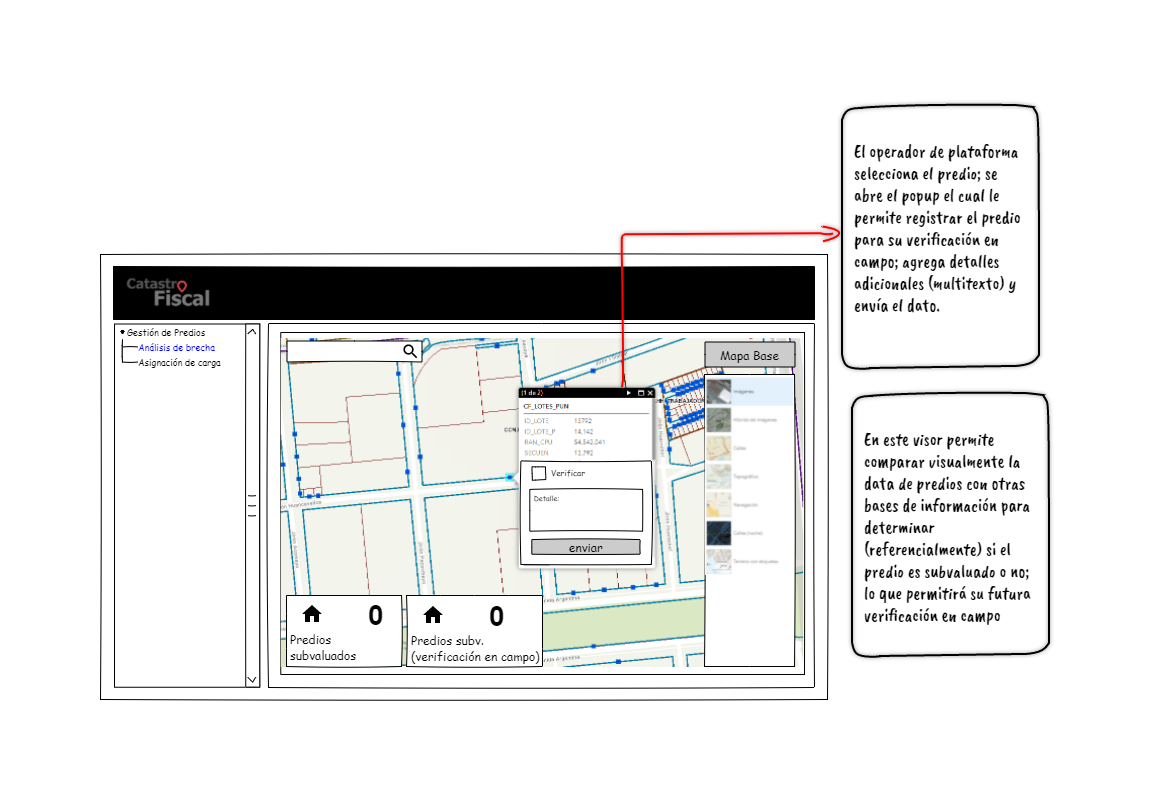 El operador de plataforma
selecciona el predio; se
abre el popup el cual le
permite registrar el predio
para su verificación en
campo; agrega detalles
adicionales (multitexto) y
envía el dato.
Catastro
Fiscal
Gestión de Predios
Análisis de brecha
Asignación de carga
Mapa Base
Imágenes
Híbrido de imágenes
Calles
Topográfico
Navegación
Calles (noche)
(1 de 2)
CF_LOTES_PUN
ID_LOTE 13792
ID_LOTE_P 14,142
RAN_CPU 54,542,041
SECUEN 13,792
Verificar
Detalle:
enviar
0
Predios
subvaluados
0
Predios subv.
(verificación en campo)
En este visor permite
comparar visualmente la
data de predios con otras
bases de información para
determinar
(referencialmente) si el
predio es subvaluado o no;
lo que permitirá su futura
verificación en campo